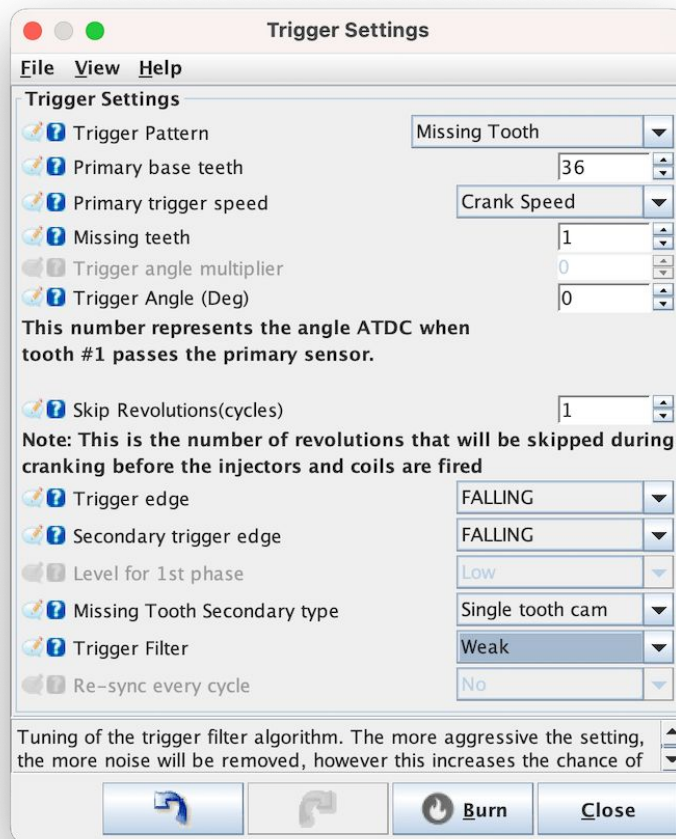 Trigger Settings
File View Help
Trigger Settings
Trigger Pattern Missing Tooth
Primary base teeth 36
Primary trigger speed Crank Speed
Missing teeth 1
Trigger angle multiplier 0
Trigger Angle (Deg) 0
This number represents the angle ATDC when
tooth #1 passes the primary sensor.
Skip Revolutions(cycles) 1
Note: This is the number of revolutions that will be skipped during
cranking before the injectors and coils are fired
Trigger edge FALLING
Secondary trigger edge FALLING
Level for 1st phase Low
Missing Tooth Secondary type Single tooth cam
Trigger Filter Weak
Re-sync every cycle No
Tuning of the trigger filter algorithm. The more aggressive the setting,
the more noise will be removed, however this increases the chance of
Burn Close